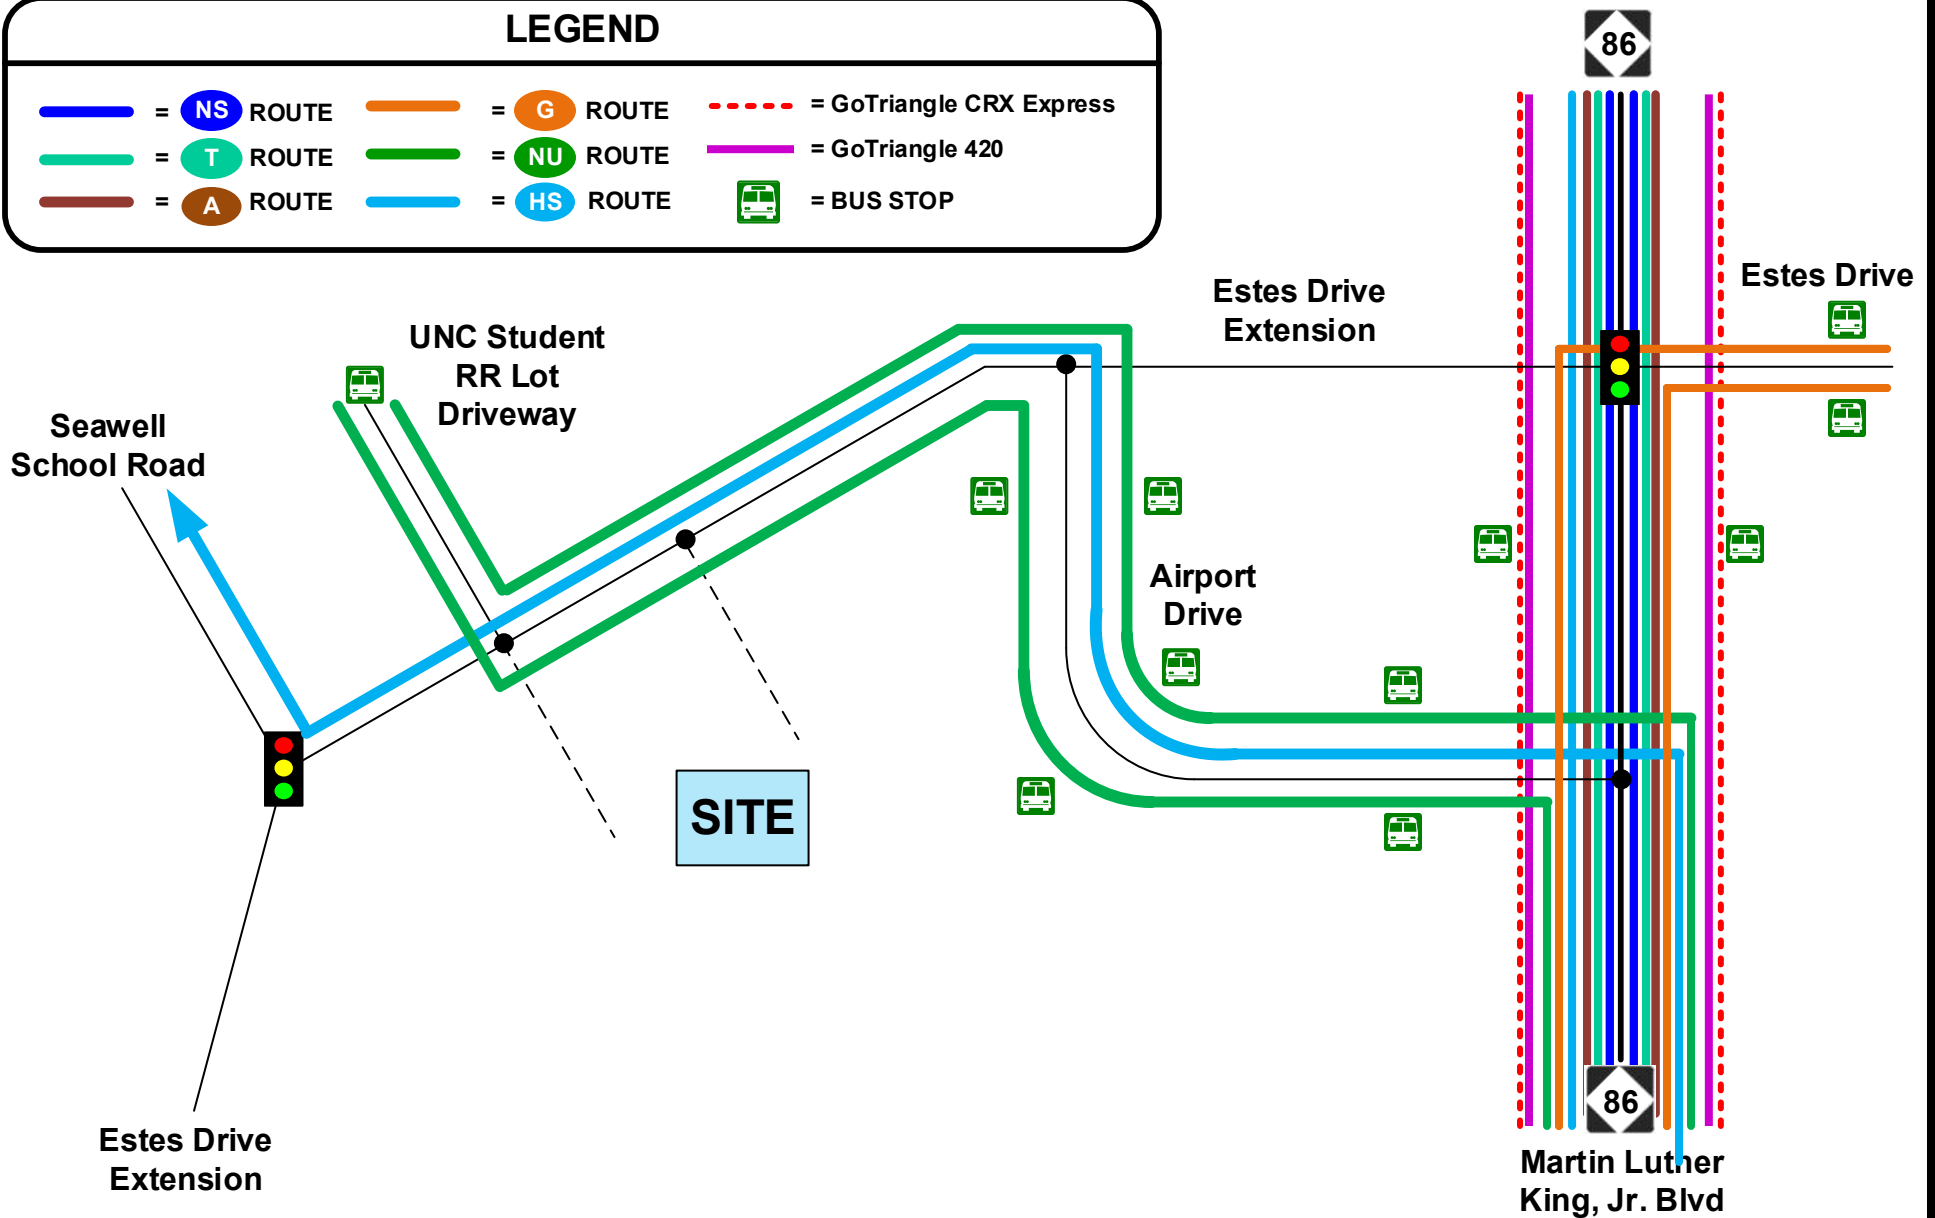 LEGEND
= NS ROUTE
= G ROUTE
= GoTriangle CRX Express
= T ROUTE
= NU ROUTE
= GoTriangle 420
= A ROUTE
= HS ROUTE
= BUS STOP
86
Estes Drive
Estes Drive
Extension
UNC Student
RR Lot
Driveway
Seawell
School Road
Airport
Drive
SITE
86
Estes Drive
Extension
Martin Luther
King, Jr. Blvd